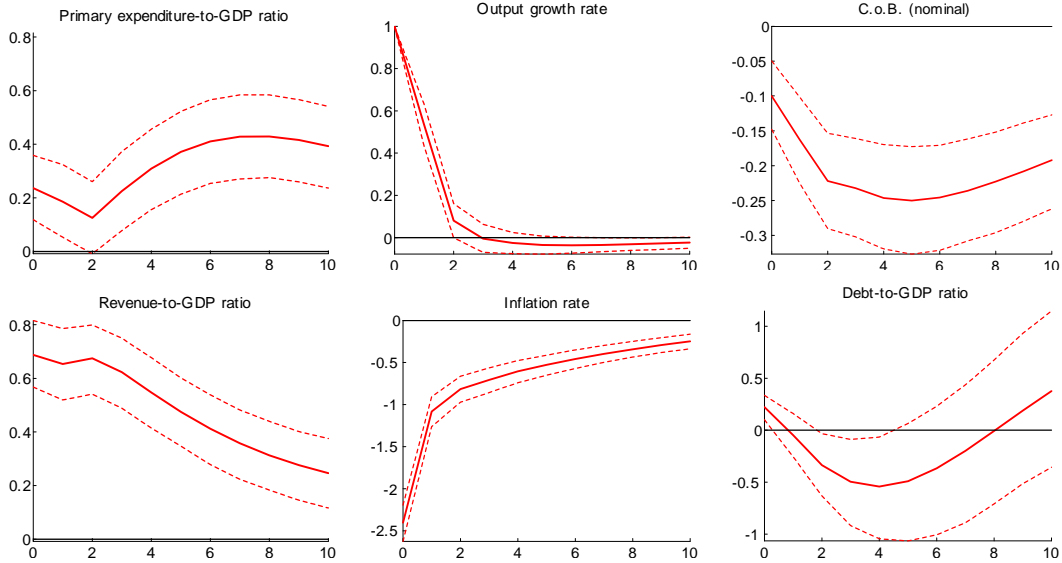 Primary expenditure-to-GDP ratio
0.8
0.6
0.4
0.2
0
0 2 4 6 8 10
Output growth rate
1
0.8
0.6
0.4
0.2
0
0 2 4 6 8 10
C.o.B. (nominal)
0
-0.05
-0.1
-0.15
-0.2
-0.25
-0.3
0 2 4 6 8 10
Revenue-to-GDP ratio
0.8
0.6
0.4
0.2
0
0 2 4 6 8 10
Inflation rate
0
-0.5
-1
-1.5
-2
-2.5
0 2 4 6 8 10
Debt-to-GDP ratio
1
0.5
0
-0.5
-1
0 2 4 6 8 10